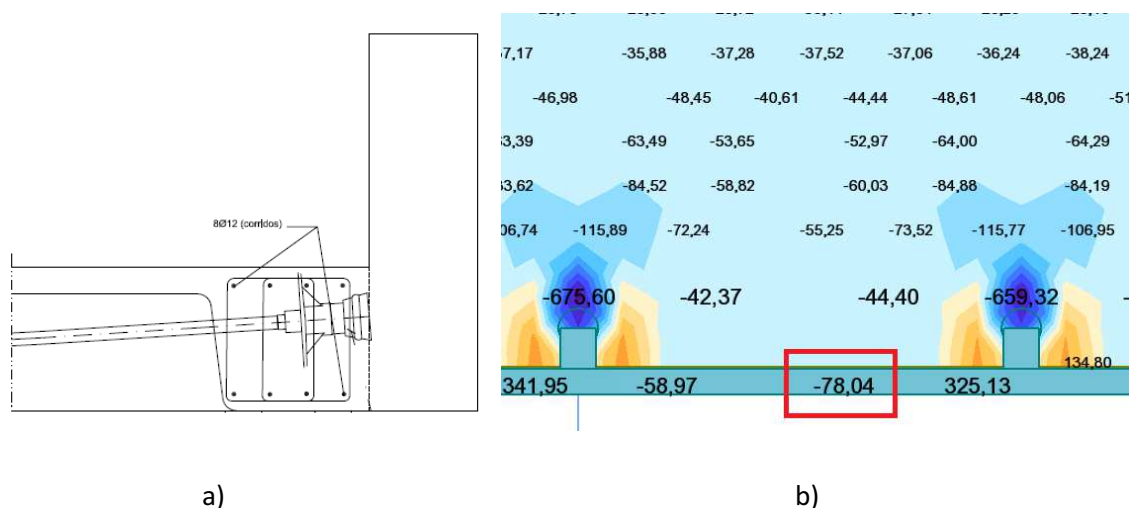 8Ø12 (corridos)
-35,88 -37,28 -37,52 -37,06 -36,24 -38,24
-46,98 -48,45 -40,61 -44,44 -48,61 -48,06
-63,49 -53,65 -52,97 -64,00 -64,29
-84,52 -58,82 -60,03 -84,88 -84,19
-115,89 -72,24 -55,25 -73,52 -115,77 -106,95
-675,60 -42,37 -44,40 -659,32
134,80
341,95 -58,97 -78,04 325,13
a) b)